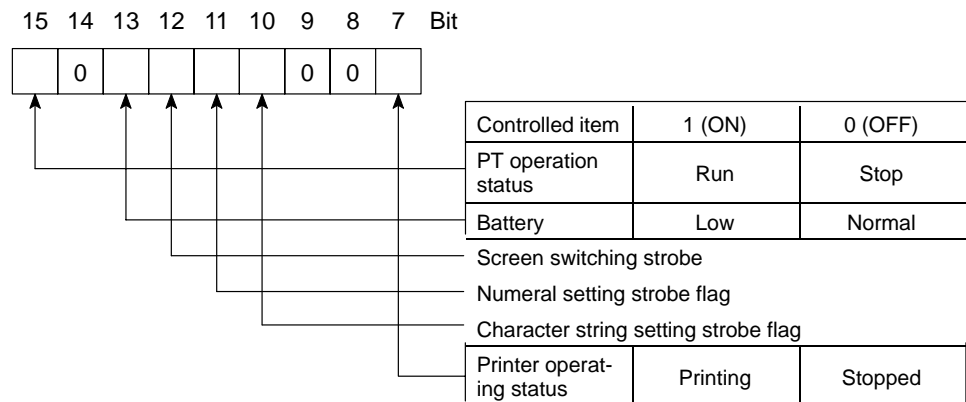 15 14 13 12 11 10 9 8 7 Bit
0 0 0
Controlled item 1 (ON) 0 (OFF)
PT operation
status Run Stop
Battery Low Normal
Screen switching strobe
Numeral setting strobe flag
Character string setting strobe flag
Printer operat-
ing status Printing Stopped